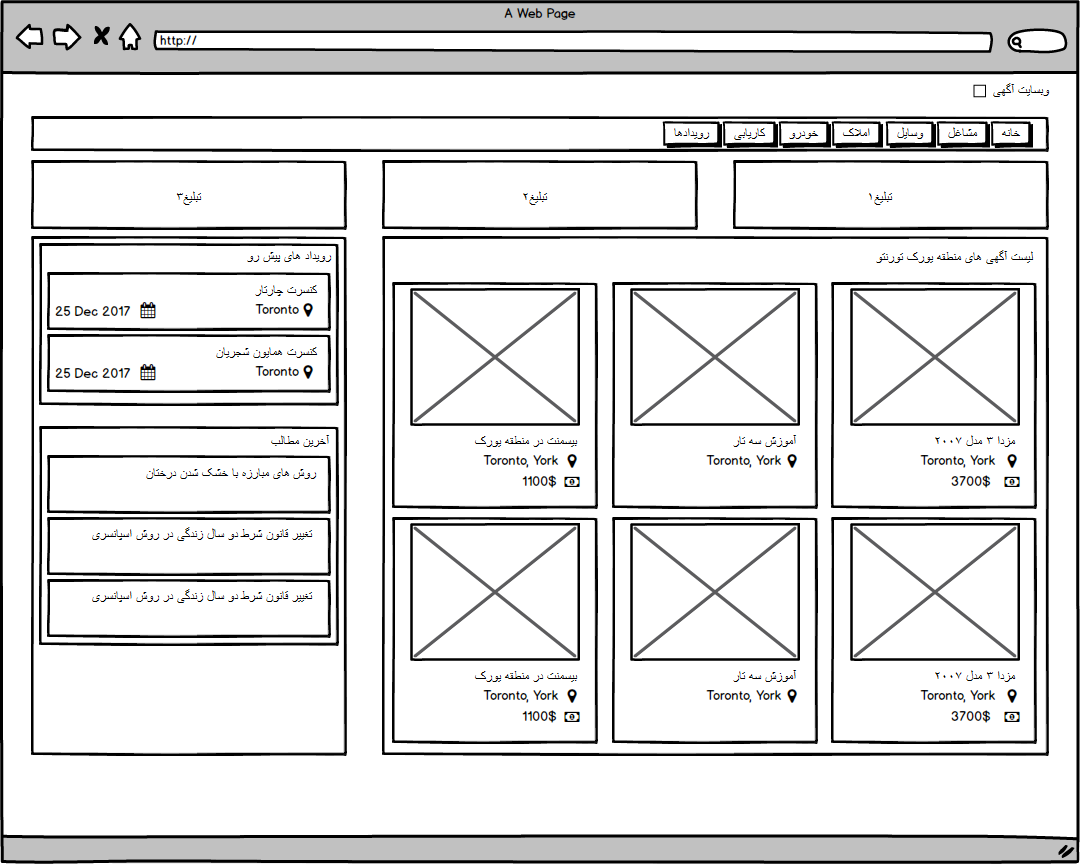 A Web Page
http://
وبسایت آگهی
خانه
مشاغل
وسایل
املاک
خودرو
کاریابی
رویدادها
تبلیغ۱
تبلیغ۲
تبلیغ۳
لیست آگهی های منطقه یورک تورنتو
مزدا ۳ مدل ۲۰۰۷
Toronto, York
3700$
آموزش سه تار
Toronto, York
بیسمنت در منطقه یورک
Toronto, York
1100$
مزدا ۳ مدل ۲۰۰۷
Toronto, York
3700$
آموزش سه تار
Toronto, York
بیسمنت در منطقه یورک
Toronto, York
1100$
رویداد های پیش رو
کنسرت چارتار
Toronto
25 Dec 2017
کنسرت همایون شجریان
Toronto
25 Dec 2017
آخرین مطالب
روش های مبارزه با خشک شدن درختان
تغییر قانون شرط دو سال زندگی در روش اسپانسری
تغییر قانون شرط دو سال زندگی در روش اسپانسری